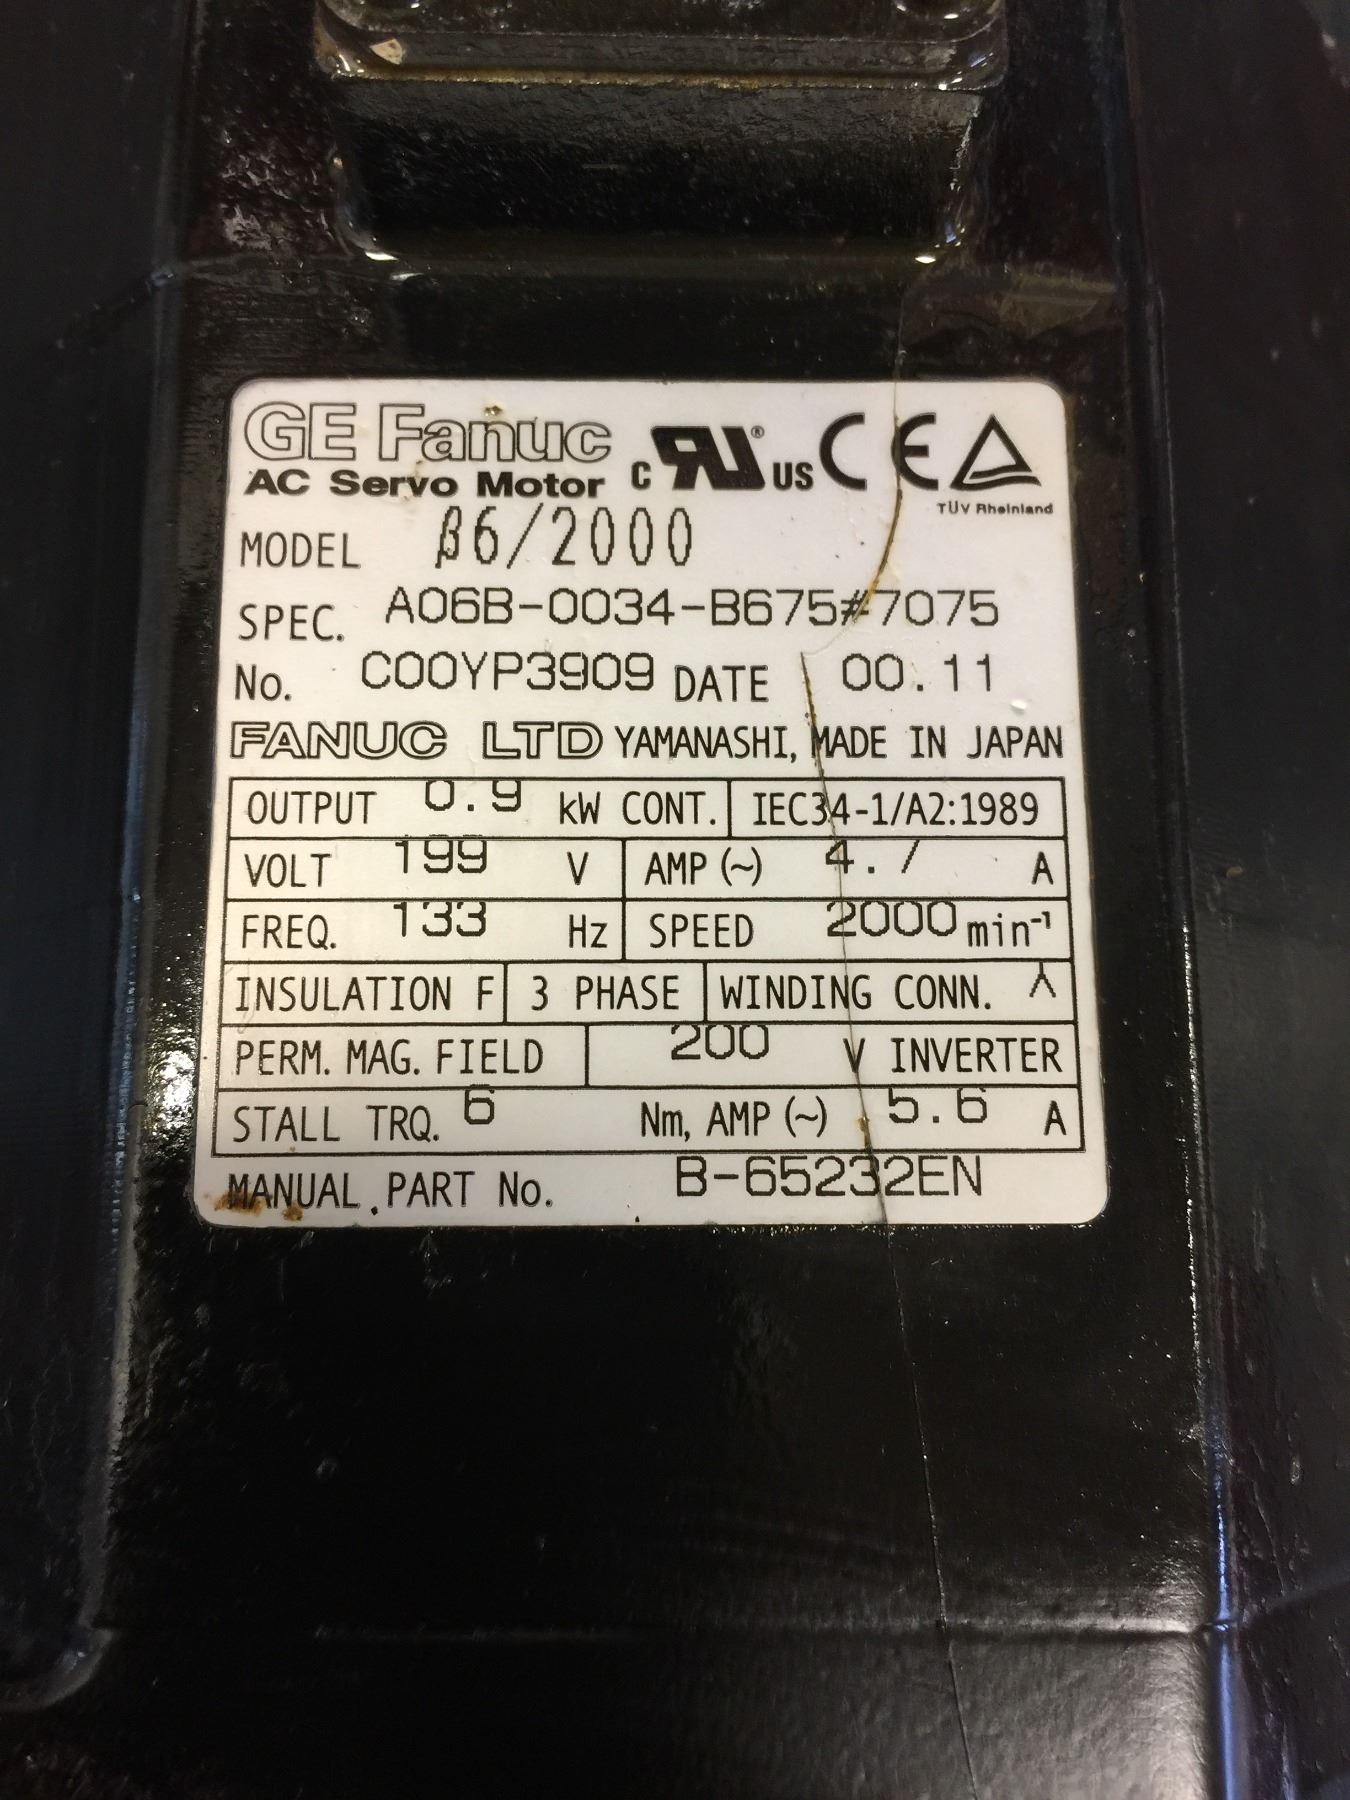 GE Fanuc
AC Servo Motor
c RU ® US CE
TÜV Rheinland
MODEL β6/2000
SPEC. A06B-0034-B675#7075
No. C00YP3909 DATE 00.11
FANUC LTD YAMANASHI, MADE IN JAPAN
OUTPUT 0.9 kW CONT. IEC34-1/A2:1989
VOLT 199 V AMP (~) 4.7 A
FREQ. 133 Hz SPEED 2000 min⁻¹
INSULATION F 3 PHASE WINDING CONN. Y
PERM. MAG. FIELD 200 V INVERTER
STALL TRQ. 6 Nm, AMP (~) 5.6 A
MANUAL PART No. B-65232EN